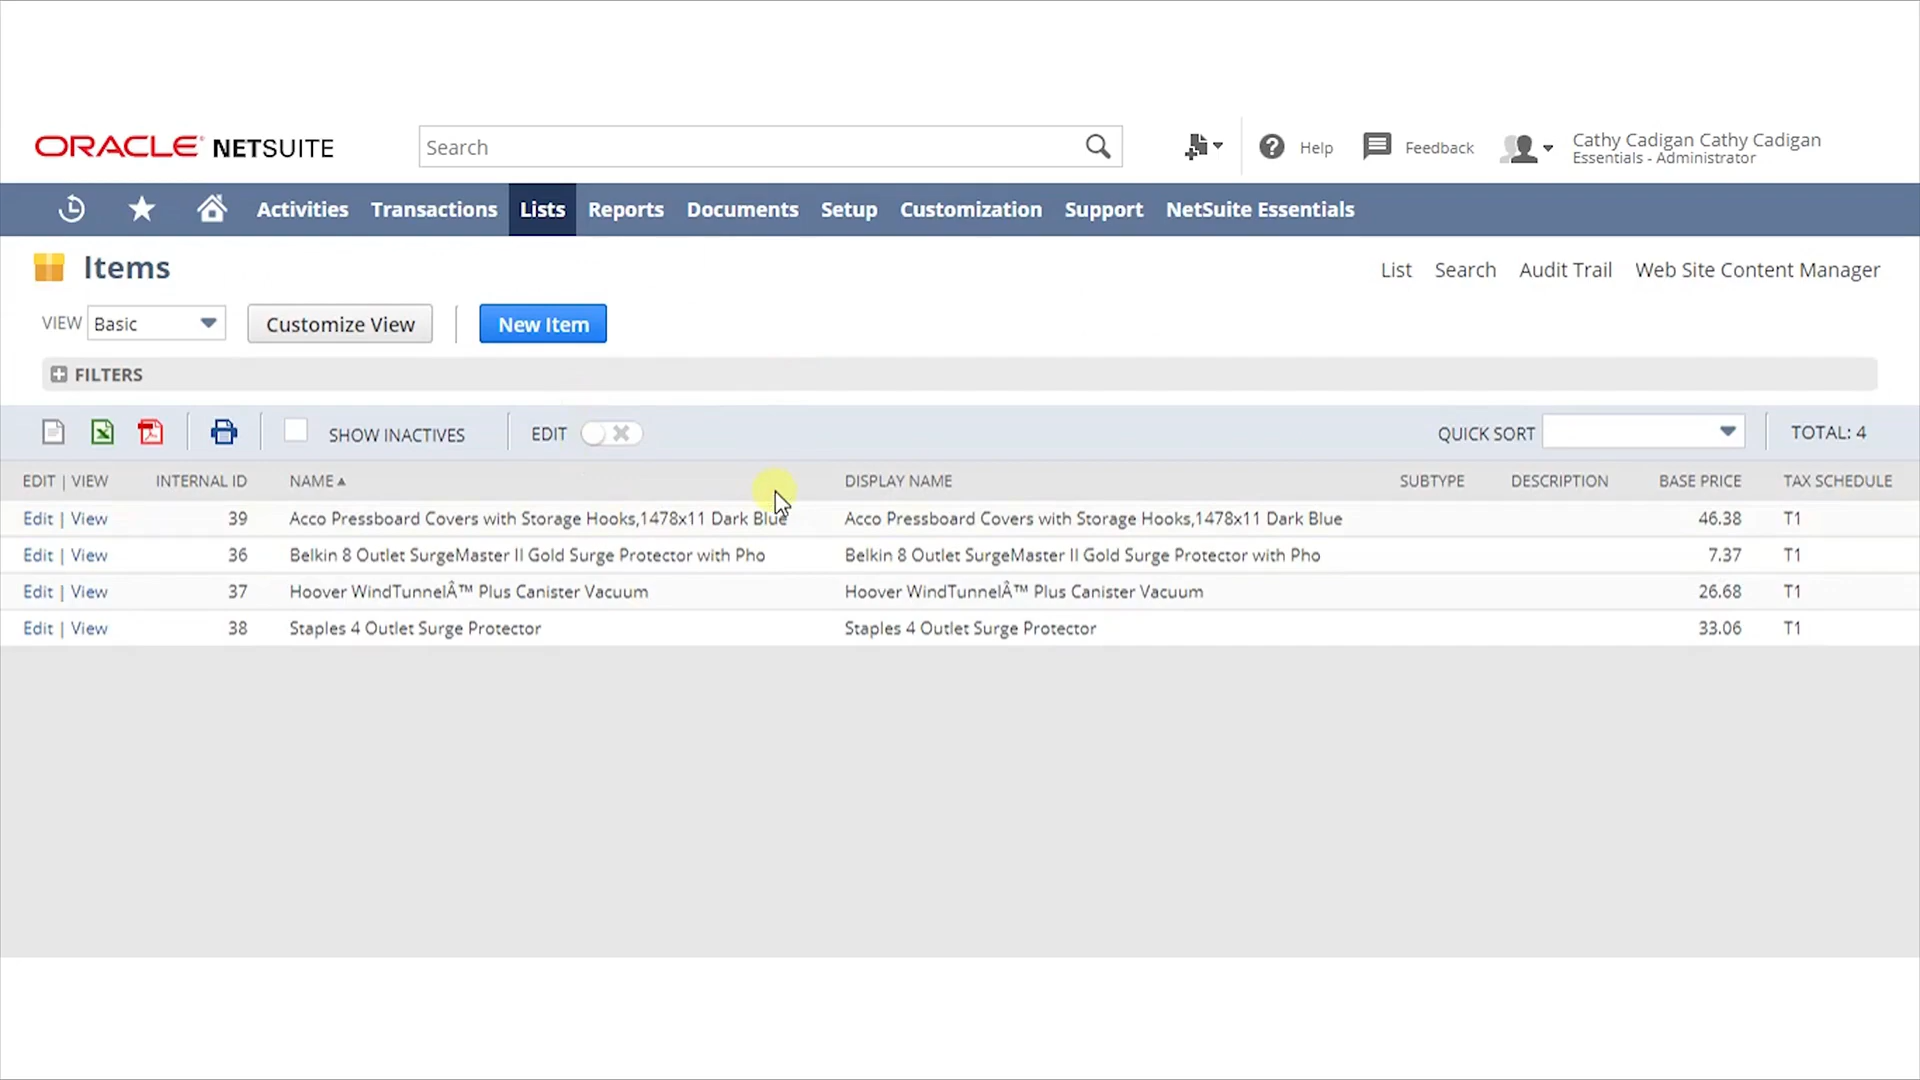 ORACLE NETSUITE
Search
Help
Feedback
Cathy Cadigan Cathy Cadigan
Essentials - Administrator
Activities Transactions Lists Reports Documents Setup Customization Support NetSuite Essentials
Items
List Search Audit Trail Web Site Content Manager
VIEW Basic Customize View New Item
FILTERS
SHOW INACTIVES EDIT QUICK SORT TOTAL: 4
EDIT | VIEW INTERNAL ID NAME DISPLAY NAME SUBTYPE DESCRIPTION BASE PRICE TAX SCHEDULE
Edit | View 39 Acco Pressboard Covers with Storage Hooks,1478x11 Dark Blue Acco Pressboard Covers with Storage Hooks,1478x11 Dark Blue 46.38 T1
Edit | View 36 Belkin 8 Outlet SurgeMaster II Gold Surge Protector with Pho Belkin 8 Outlet SurgeMaster II Gold Surge Protector with Pho 7.37 T1
Edit | View 37 Hoover WindTunnelÂ™ Plus Canister Vacuum Hoover WindTunnelÂ™ Plus Canister Vacuum 26.68 T1
Edit | View 38 Staples 4 Outlet Surge Protector Staples 4 Outlet Surge Protector 33.06 T1